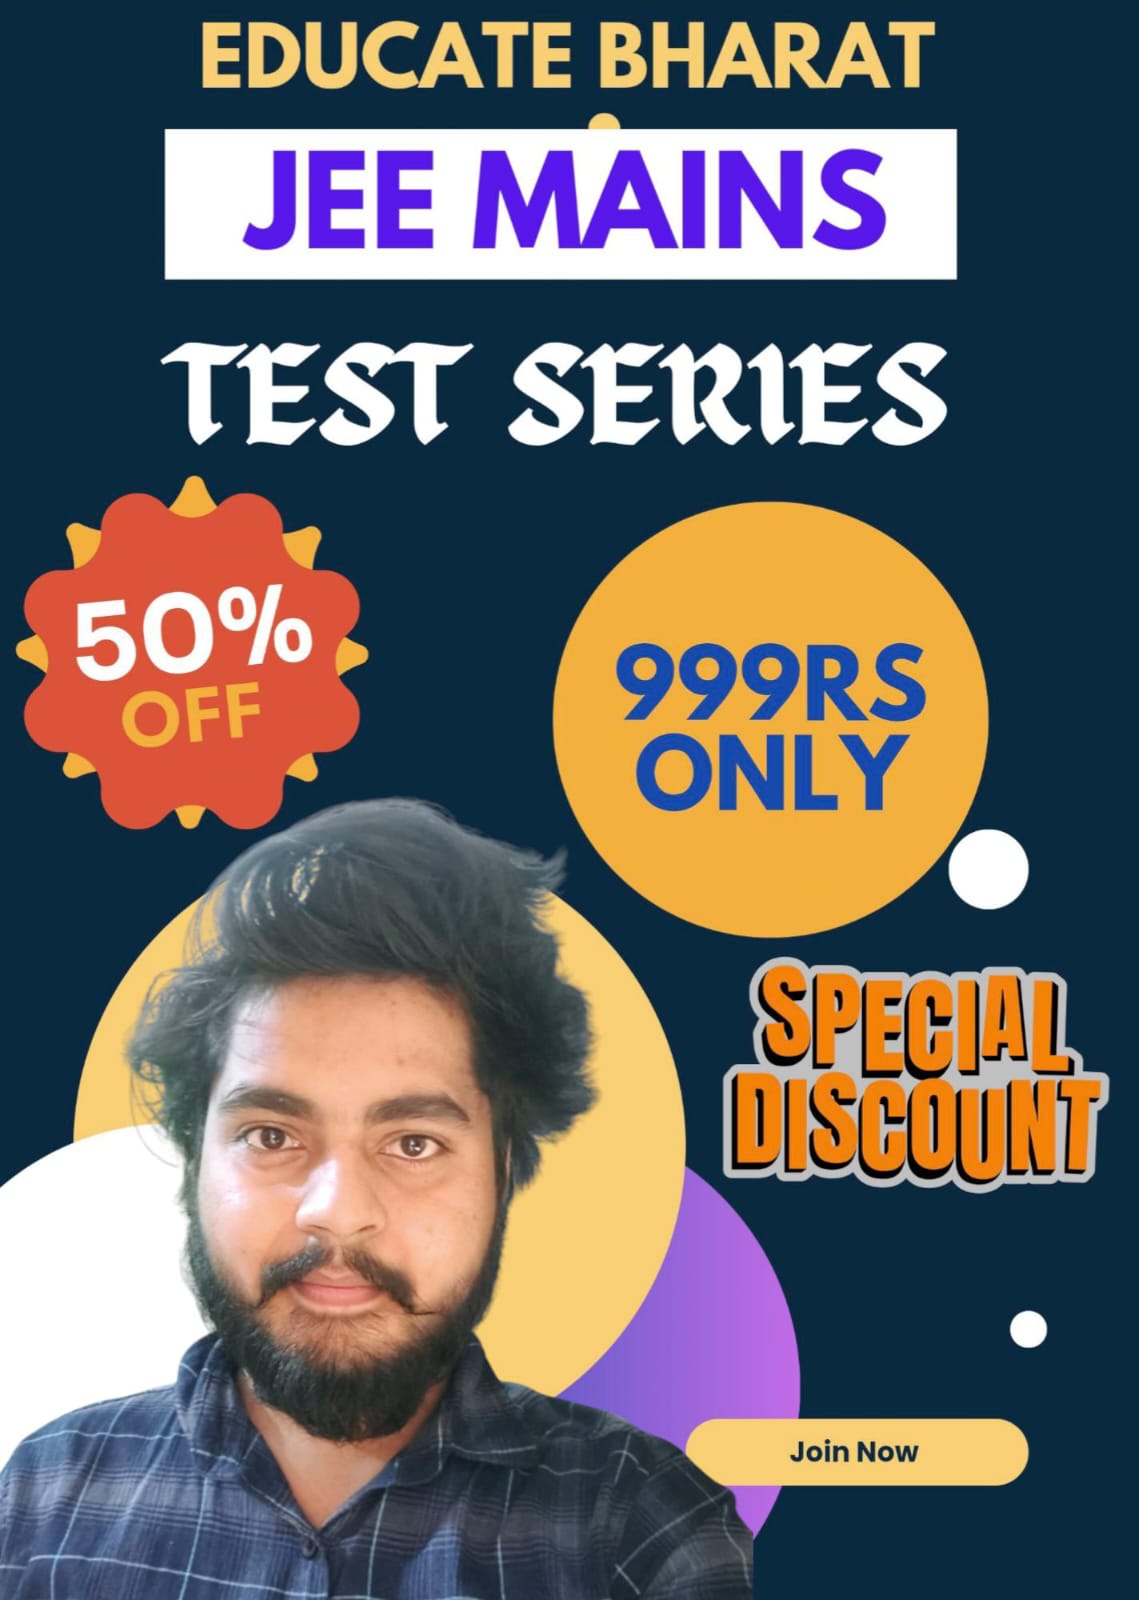 EDUCATE BHARAT
JEE MAINS
TEST SERIES
50%
OFF
999RS
ONLY
SPECIAL
DISCOUNT
Join Now